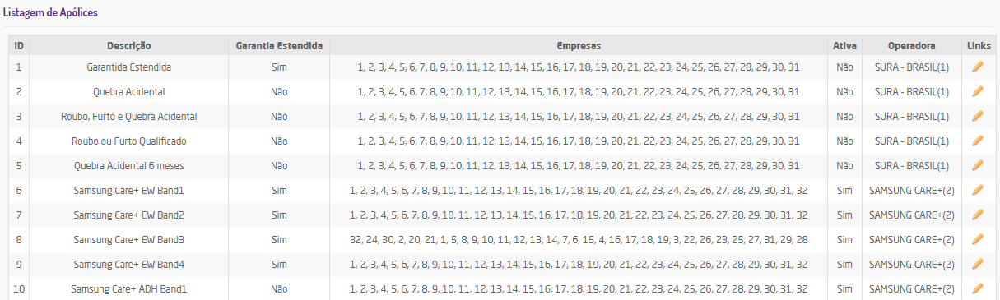 Listagem de Apólices
ID Descrição Garantia Estendida Empresas Ativa Operadora Links
1 Garantida Estendida Sim 1, 2, 3, 4, 5, 6, 7, 8, 9, 10, 11, 12, 13, 14, 15, 16, 17, 18, 19, 20, 21, 22, 23, 24, 25, 26, 27, 28, 29, 30, 31 Não SURA - BRASIL(1)
2 Quebra Acidental Não 1, 2, 3, 4, 5, 6, 7, 8, 9, 10, 11, 12, 13, 14, 15, 16, 17, 18, 19, 20, 21, 22, 23, 24, 25, 26, 27, 28, 29, 30, 31 Não SURA - BRASIL(1)
3 Roubo, Furto e Quebra Acidental Não 1, 2, 3, 4, 5, 6, 7, 8, 9, 10, 11, 12, 13, 14, 15, 16, 17, 18, 19, 20, 21, 22, 23, 24, 25, 26, 27, 28, 29, 30, 31 Não SURA - BRASIL(1)
4 Roubo ou Furto Qualificado Não 1, 2, 3, 4, 5, 6, 7, 8, 9, 10, 11, 12, 13, 14, 15, 16, 17, 18, 19, 20, 21, 22, 23, 24, 25, 26, 27, 28, 29, 30, 31 Não SURA - BRASIL(1)
5 Quebra Acidental 6 meses Não 1, 2, 3, 4, 5, 6, 7, 8, 9, 10, 11, 12, 13, 14, 15, 16, 17, 18, 19, 20, 21, 22, 23, 24, 25, 26, 27, 28, 29, 30, 31 Não SURA - BRASIL(1)
6 Samsung Care+ EW Band1 Sim 1, 2, 3, 4, 5, 6, 7, 8, 9, 10, 11, 12, 13, 14, 15, 16, 17, 18, 19, 20, 21, 22, 23, 24, 25, 26, 27, 28, 29, 30, 31, 32 Sim SAMSUNG CARE+(2)
7 Samsung Care+ EW Band2 Sim 1, 2, 3, 4, 5, 6, 7, 8, 9, 10, 11, 12, 13, 14, 15, 16, 17, 18, 19, 20, 21, 22, 23, 24, 25, 26, 27, 28, 29, 30, 31, 32 Sim SAMSUNG CARE+(2)
8 Samsung Care+ EW Band3 Sim 32, 24, 30, 2, 20, 21, 1, 5, 8, 9, 10, 11, 12, 13, 14, 7, 6, 15, 4, 16, 17, 18, 19, 3, 22, 26, 23, 25, 27, 31, 29, 28 Sim SAMSUNG CARE+(2)
9 Samsung Care+ EW Band4 Sim 1, 2, 3, 4, 5, 6, 7, 8, 9, 10, 11, 12, 13, 14, 15, 16, 17, 18, 19, 20, 21, 22, 23, 24, 25, 26, 27, 28, 29, 30, 31, 32 Sim SAMSUNG CARE+(2)
10 Samsung Care+ ADH Band1 Não 1, 2, 3, 4, 5, 6, 7, 8, 9, 10, 11, 12, 13, 14, 15, 16, 17, 18, 19, 20, 21, 22, 23, 24, 25, 26, 27, 28, 29, 30, 31, 32 Sim SAMSUNG CARE+(2)